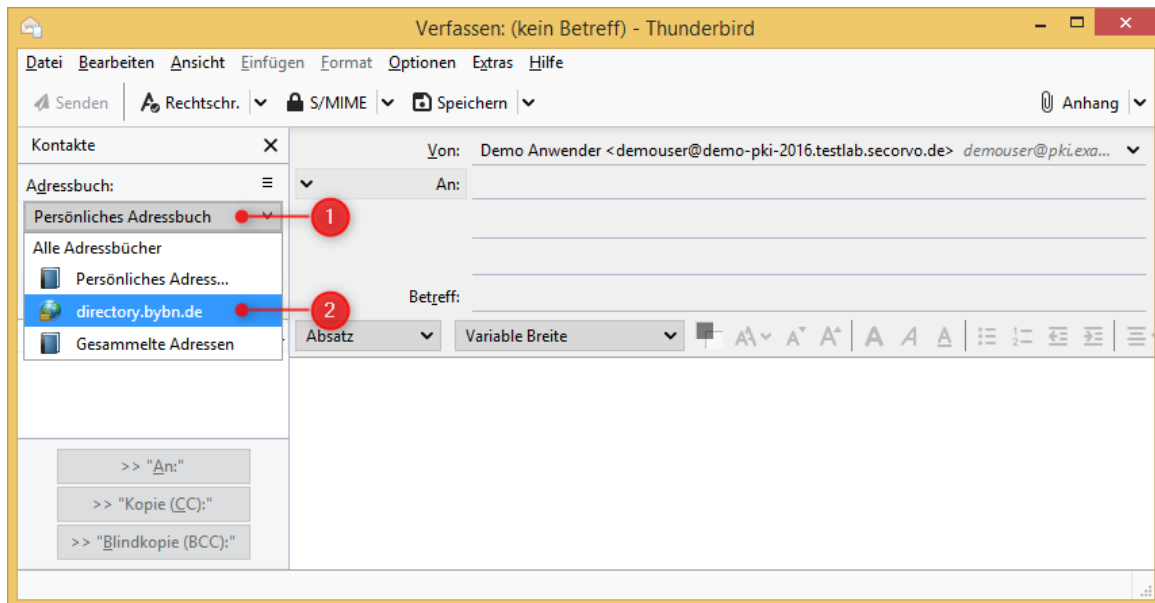 Verfassen: (kein Betreff) - Thunderbird
Datei Bearbeiten Ansicht Einfügen Format Optionen Extras Hilfe
Senden Rechtschr. S/MIME Speichern Anhang
Kontakte
Von: Demo Anwender <demouser@demo-pki-2016.testlab.secorvo.de> demouser@pki.exa...
Adressbuch:
An:
Persönliches Adressbuch
1
Alle Adressbücher
Persönliches Adress...
Betreff:
directory.bybn.de
2
Gesammelte Adressen
Absatz Variable Breite
>> "An:"
>> "Kopie (CC):"
>> "Blindkopie (BCC):"